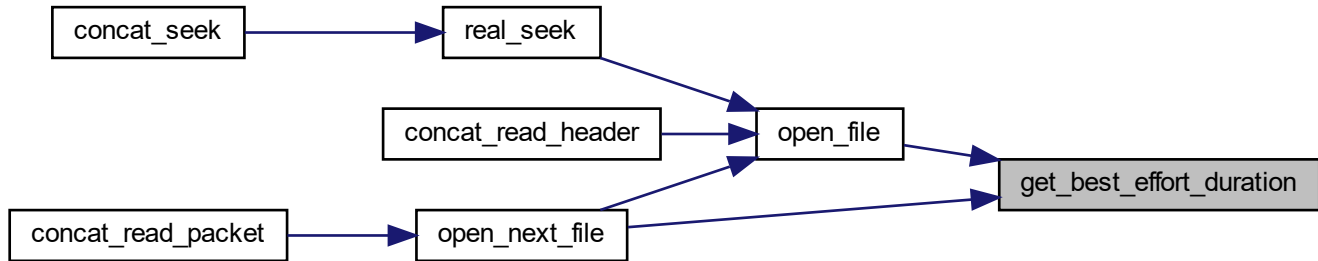 concat_seek
real_seek
concat_read_header
open_file
get_best_effort_duration
concat_read_packet
open_next_file